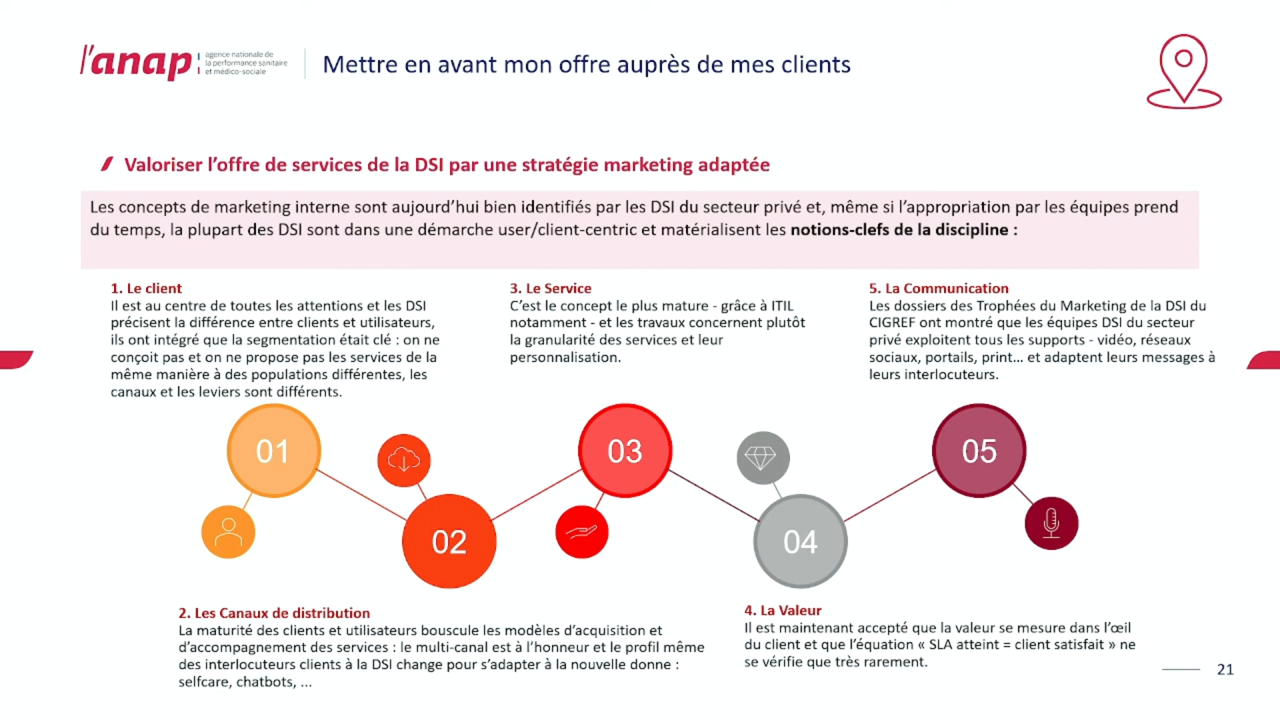 l'anap
agence nationale de
la performance sanitaire
et médico-sociale
Mettre en avant mon offre auprès de mes clients
Valoriser l'offre de services de la DSI par une stratégie marketing adaptée
Les concepts de marketing interne sont aujourd'hui bien identifiés par les DSI du secteur privé et, même si l'appropriation par les équipes prend
du temps, la plupart des DSI sont dans une démarche user/client-centric et matérialisent les notions-clefs de la discipline :
1. Le client
Il est au centre de toutes les attentions et les DSI
précisent la différence entre clients et utilisateurs,
ils ont intégré que la segmentation était clé : on ne
conçoit pas et on ne propose pas les services de la
même manière à des populations différentes, les
canaux et les leviers sont différents.
3. Le Service
C'est le concept le plus mature - grâce à ITIL
notamment - et les travaux concernent plutôt
la granularité des services et leur
personnalisation.
5. La Communication
Les dossiers des Trophées du Marketing de la DSI du
CIGREF ont montré que les équipes DSI du secteur
privé exploitent tous les supports - vidéo, réseaux
sociaux, portails, print... et adaptent leurs messages à
leurs interlocuteurs.
01
02
03
04
05
2. Les Canaux de distribution
La maturité des clients et utilisateurs bouscule les modèles d'acquisition et
d'accompagnement des services : le multi-canal est à l'honneur et le profil même
des interlocuteurs clients à la DSI change pour s'adapter à la nouvelle donne :
selfcare, chatbots, ...
4. La Valeur
Il est maintenant accepté que la valeur se mesure dans l'œil
du client et que l'équation « SLA atteint = client satisfait » ne
se vérifie que très rarement.
21